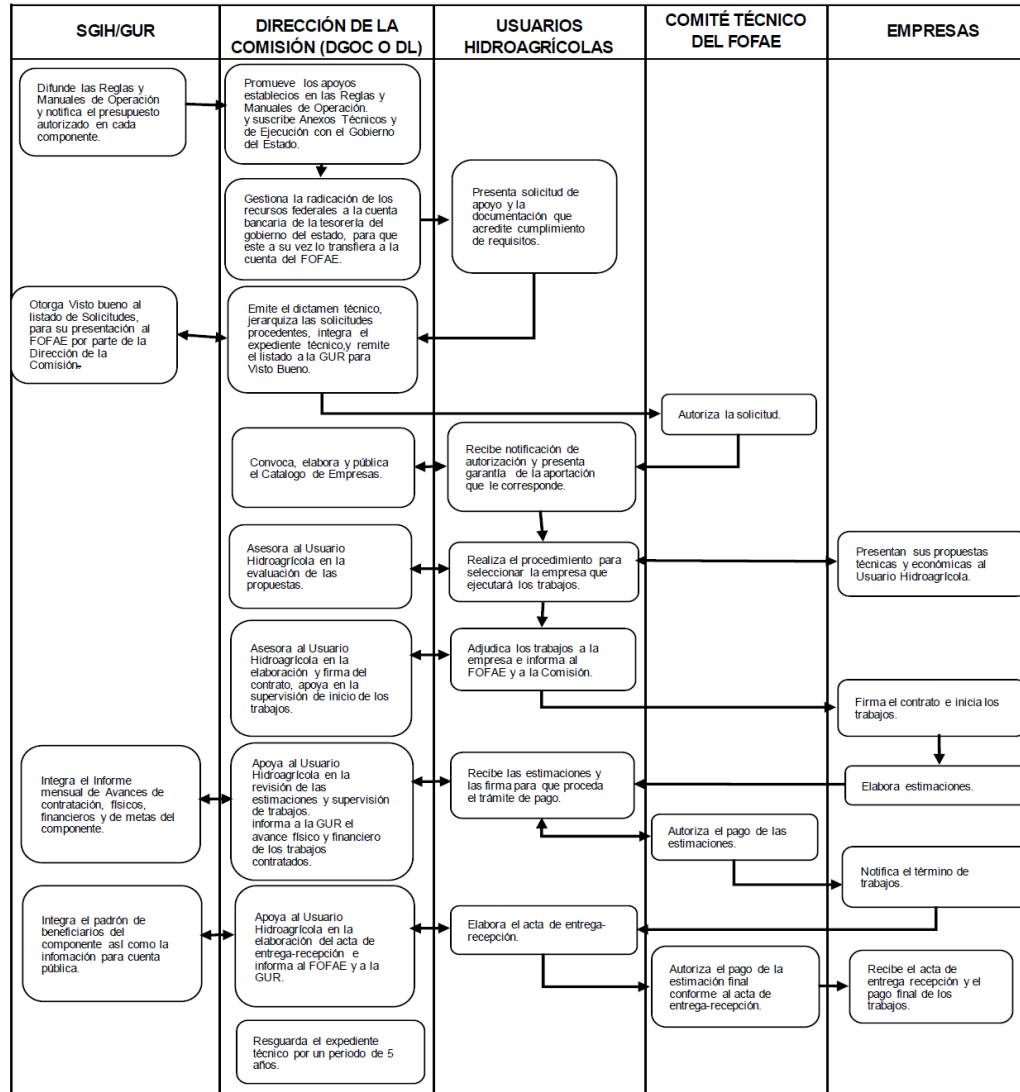 SGIH/GUR
DIRECCIÓN DE LA
COMISIÓN (DGOC O DL)
USUARIOS
HIDROAGRÍCOLAS
COMITÉ TÉCNICO
DEL FOFAE
EMPRESAS
Difunde las Reglas y
Manuales de Operación
y notifica el presupuesto
autorizado en cada
componente.
Promueve los apoyos
establecios en las Reglas y
Manuales de Operación.
y suscribe Anexos Técnicos y
de Ejecución con el Gobierno
del Estado.
Gestiona la radicación de los
recursos federales a la cuenta
bancaria de la tesorería del
gobierno del estado, para que
este a su vez lo transfiera a la
cuenta del FOFAE.
Presenta solicitud de
apoyo y la
documentación que
acredite cumplimiento
de requisitos.
Otorga Visto bueno al
listado de Solicitudes,
para su presentación al
FOFAE por parte de la
Dirección de la
Comisión.
Emite el dictamen técnico,
jerarquiza las solicitudes
procedentes, integra el
expediente técnico,y remite
el listado a la GUR para
Visto Bueno.
Autoriza la solicitud.
Convoca, elabora y pública
el Catalogo de Empresas.
Recibe notificación de
autorización y presenta
garantía de la aportación
que le corresponde.
Asesora al Usuario
Hidroagrícola en la
evaluación de las
propuestas.
Realiza el procedimiento para
seleccionar la empresa que
ejecutará los trabajos.
Presentan sus propuestas
técnicas y económicas al
Usuario Hidroagrícola.
Asesora al Usuario
Hidroagrícola en la
elaboración y firma del
contrato, apoya en la
supervisión de inicio de los
trabajos.
Adjudica los trabajos a la
empresa e informa al
FOFAE y a la Comisión.
Firma el contrato e inicia los
trabajos.
Integra el Informe
mensual de Avances de
contratación, físicos,
financieros y de metas del
componente.
Apoya al Usuario
Hidroagrícola en la
revisión de las
estimaciones y supervisión
de trabajos.
informa a la GUR el
avance físico y financiero
de los trabajos
contratados.
Recibe las estimaciones y
las firma para que proceda
el trámite de pago.
Elabora estimaciones.
Autoriza el pago de las
estimaciones.
Notifica el término de
trabajos.
Integra el padrón de
beneficiarios del
componente así como la
infomación para cuenta
pública.
Apoya al Usuario
Hidroagrícola en la
elaboración del acta de
entrega-recepción e
informa al FOFAE y a la
GUR.
Elabora el acta de entrega-
recepción.
Autoriza el pago de la
estimación final
conforme al acta de
entrega-recepción.
Recibe el acta de
entrega recepción y el
pago final de los
trabajos.
Resguarda el expediente
técnico por un periodo de 5
años.